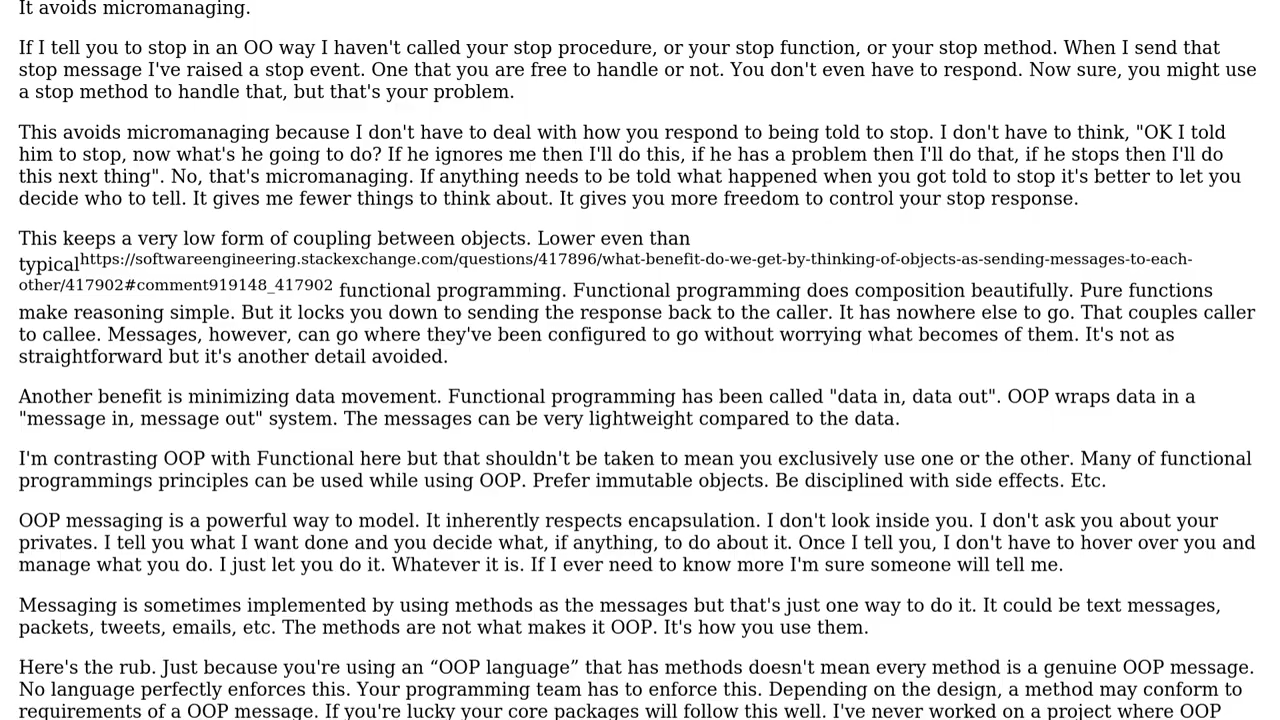 It avoids micromanaging.
If I tell you to stop in an OO way I haven't called your stop procedure, or your stop function, or your stop method. When I send that
stop message I've raised a stop event. One that you are free to handle or not. You don't even have to respond. Now sure, you might use
a stop method to handle that, but that's your problem.
This avoids micromanaging because I don't have to deal with how you respond to being told to stop. I don't have to think, "OK I told
him to stop, now what's he going to do? If he ignores me then I'll do this, if he has a problem then I'll do that, if he stops then I'll do
this next thing". No, that's micromanaging. If anything needs to be told what happened when you got told to stop it's better to let you
decide who to tell. It gives me fewer things to think about. It gives you more freedom to control your stop response.
This keeps a very low form of coupling between objects. Lower even than
typicalhttps://softwareengineering.stackexchange.com/questions/417896/what-benefit-do-we-get-by-thinking-of-objects-as-sending-messages-to-each-
other/417902#comment919148_417902 functional programming. Functional programming does composition beautifully. Pure functions
make reasoning simple. But it locks you down to sending the response back to the caller. It has nowhere else to go. That couples caller
to callee. Messages, however, can go where they've been configured to go without worrying what becomes of them. It's not as
straightforward but it's another detail avoided.
Another benefit is minimizing data movement. Functional programming has been called "data in, data out". OOP wraps data in a
"message in, message out" system. The messages can be very lightweight compared to the data.
I'm contrasting OOP with Functional here but that shouldn't be taken to mean you exclusively use one or the other. Many of functional
programmings principles can be used while using OOP. Prefer immutable objects. Be disciplined with side effects. Etc.
OOP messaging is a powerful way to model. It inherently respects encapsulation. I don't look inside you. I don't ask you about your
privates. I tell you what I want done and you decide what, if anything, to do about it. Once I tell you, I don't have to hover over you and
manage what you do. I just let you do it. Whatever it is. If I ever need to know more I'm sure someone will tell me.
Messaging is sometimes implemented by using methods as the messages but that's just one way to do it. It could be text messages,
packets, tweets, emails, etc. The methods are not what makes it OOP. It's how you use them.
Here's the rub. Just because you're using an “OOP language” that has methods doesn't mean every method is a genuine OOP message.
No language perfectly enforces this. Your programming team has to enforce this. Depending on the design, a method may conform to
requirements of a OOP message. If you're lucky your core packages will follow this well. I've never worked on a project where OOP